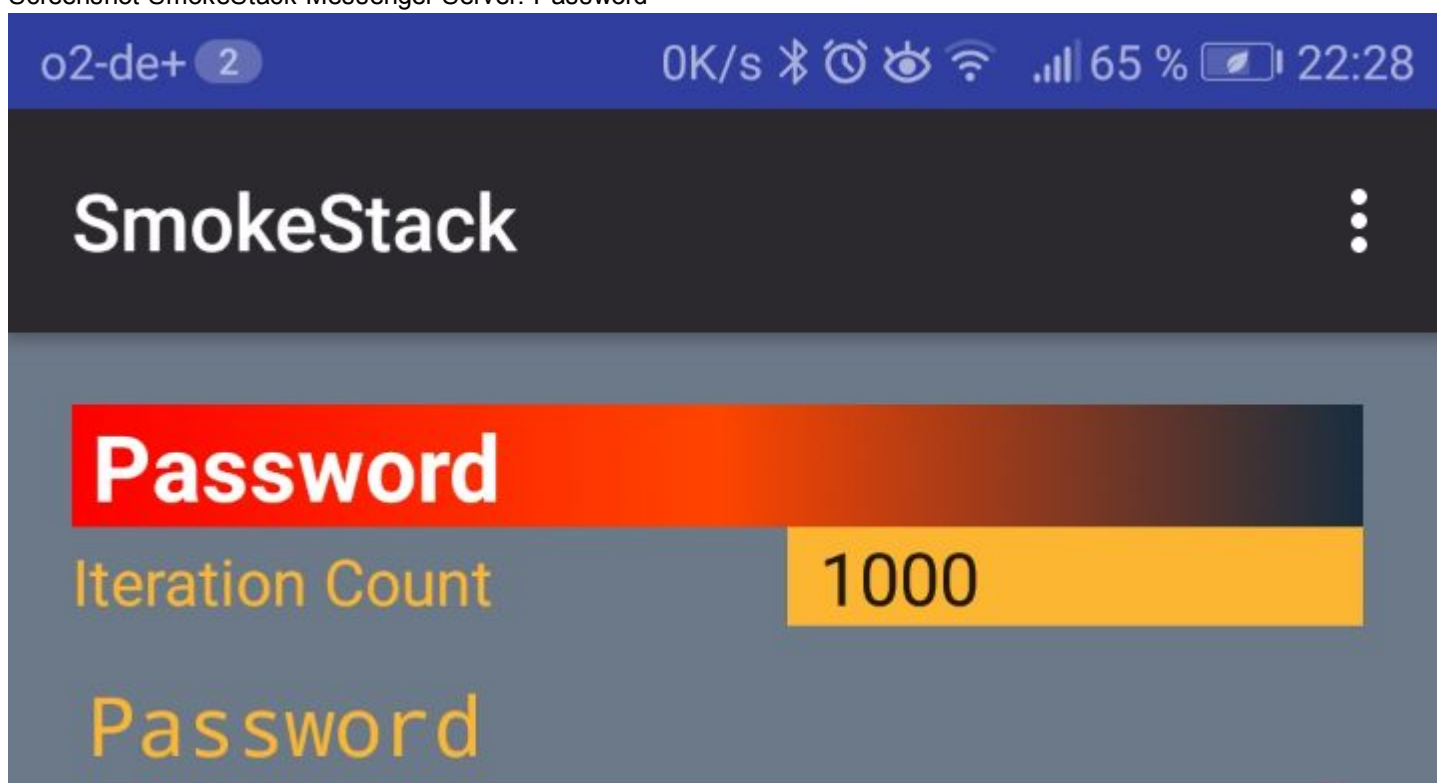 Screenshot SmokeStack Messenger Server: Password
o2-de+ 2 0K/s 65 % 22:28
SmokeStack
Password
Iteration Count 1000
Password